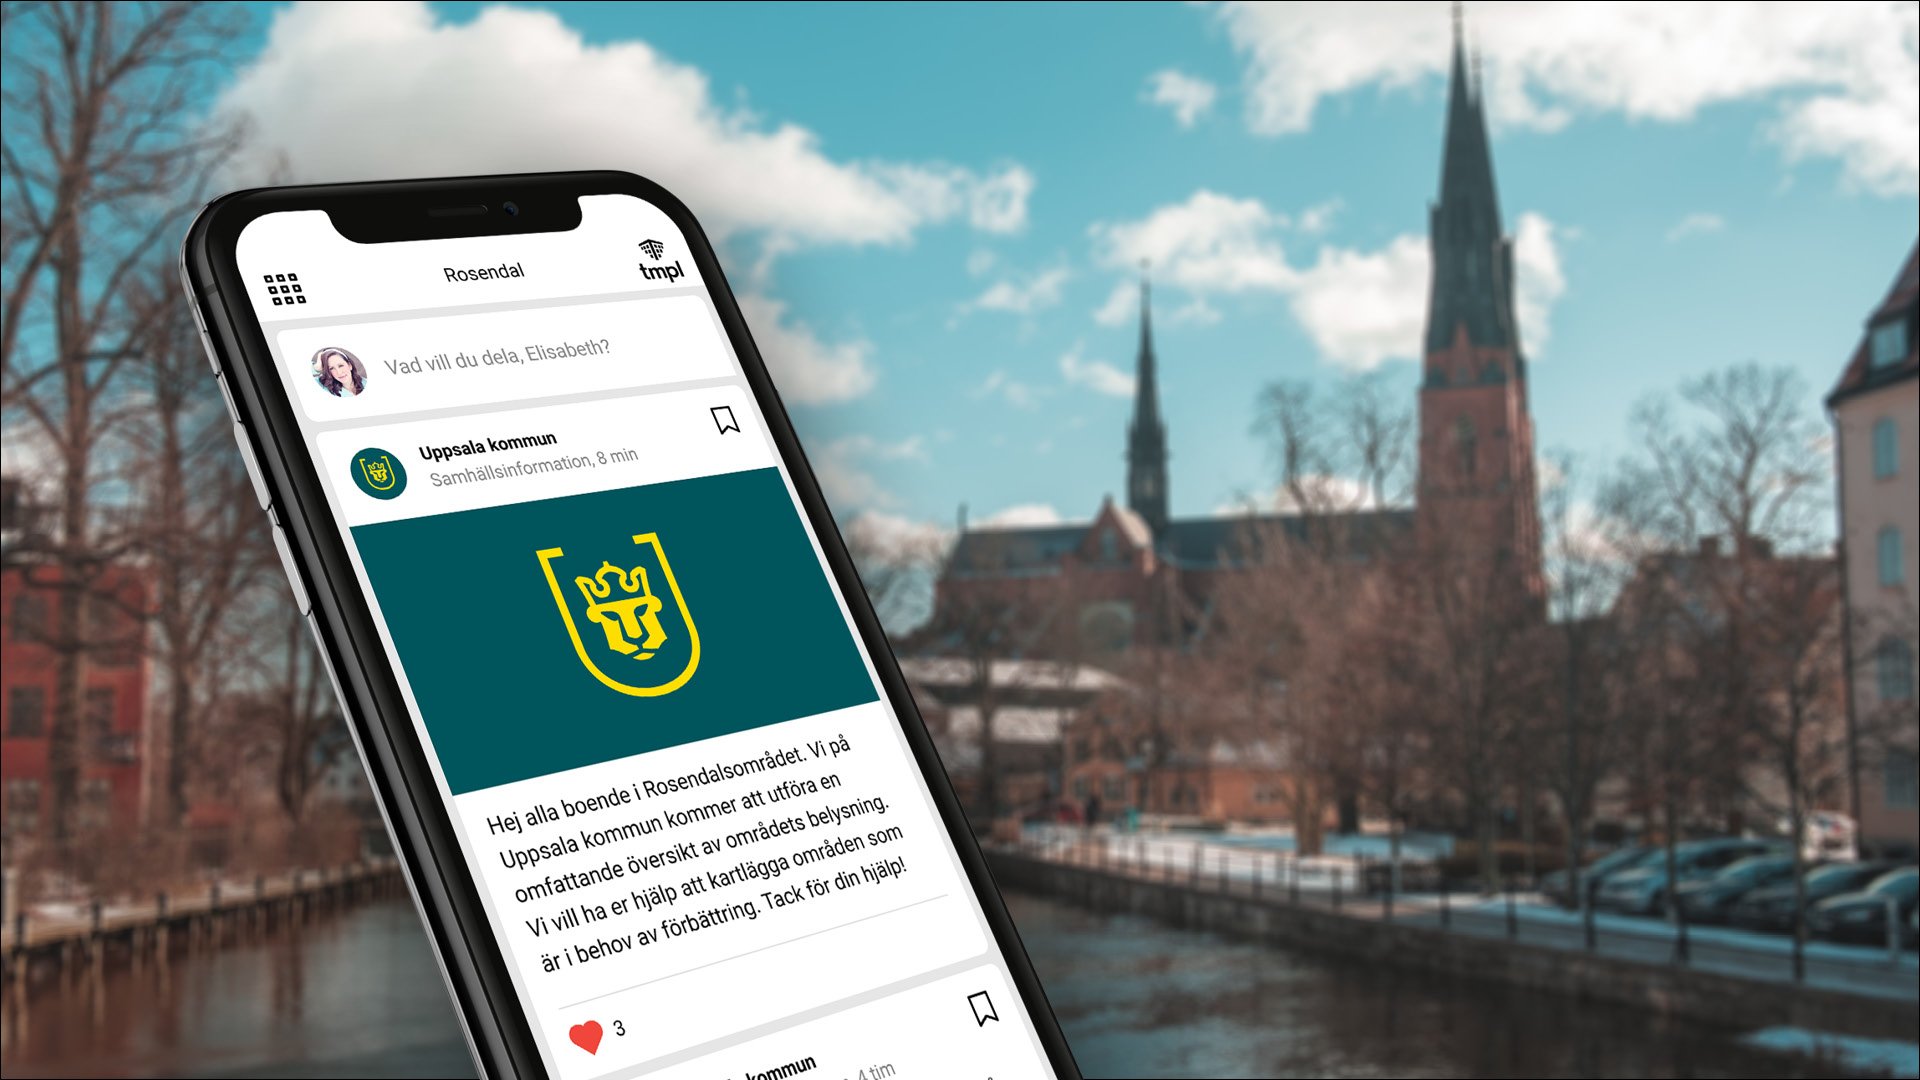 Rosendal
tmpl
Vad vill du dela, Elisabeth?
Uppsala kommun
Samhällsinformation, 8 min
Hej alla boende i Rosendalsområdet. Vi på
Uppsala kommun kommer att utföra en
omfattande översikt av områdets belysning.
Vi vill ha er hjälp att kartlägga områden som
är i behov av förbättring. Tack för din hjälp!
3
kommun
4 tim